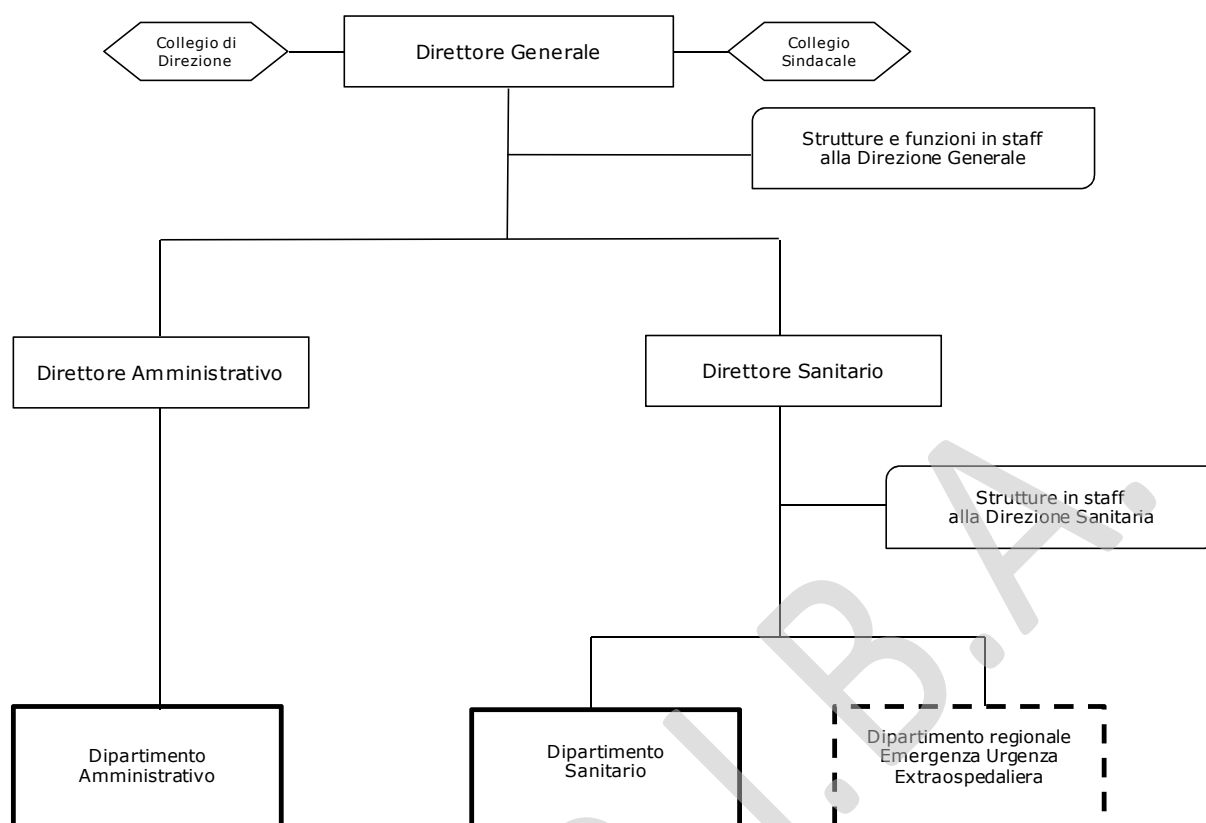 Collegio di
Direzione
Direttore Generale
Collegio
Sindacale
Strutture e funzioni in staff
alla Direzione Generale
Direttore Amministrativo
Direttore Sanitario
Strutture in staff
alla Direzione Sanitaria
Dipartimento
Amministrativo
Dipartimento
Sanitario
Dipartimento regionale
Emergenza Urgenza
Extraospedaliera
I.B.A.